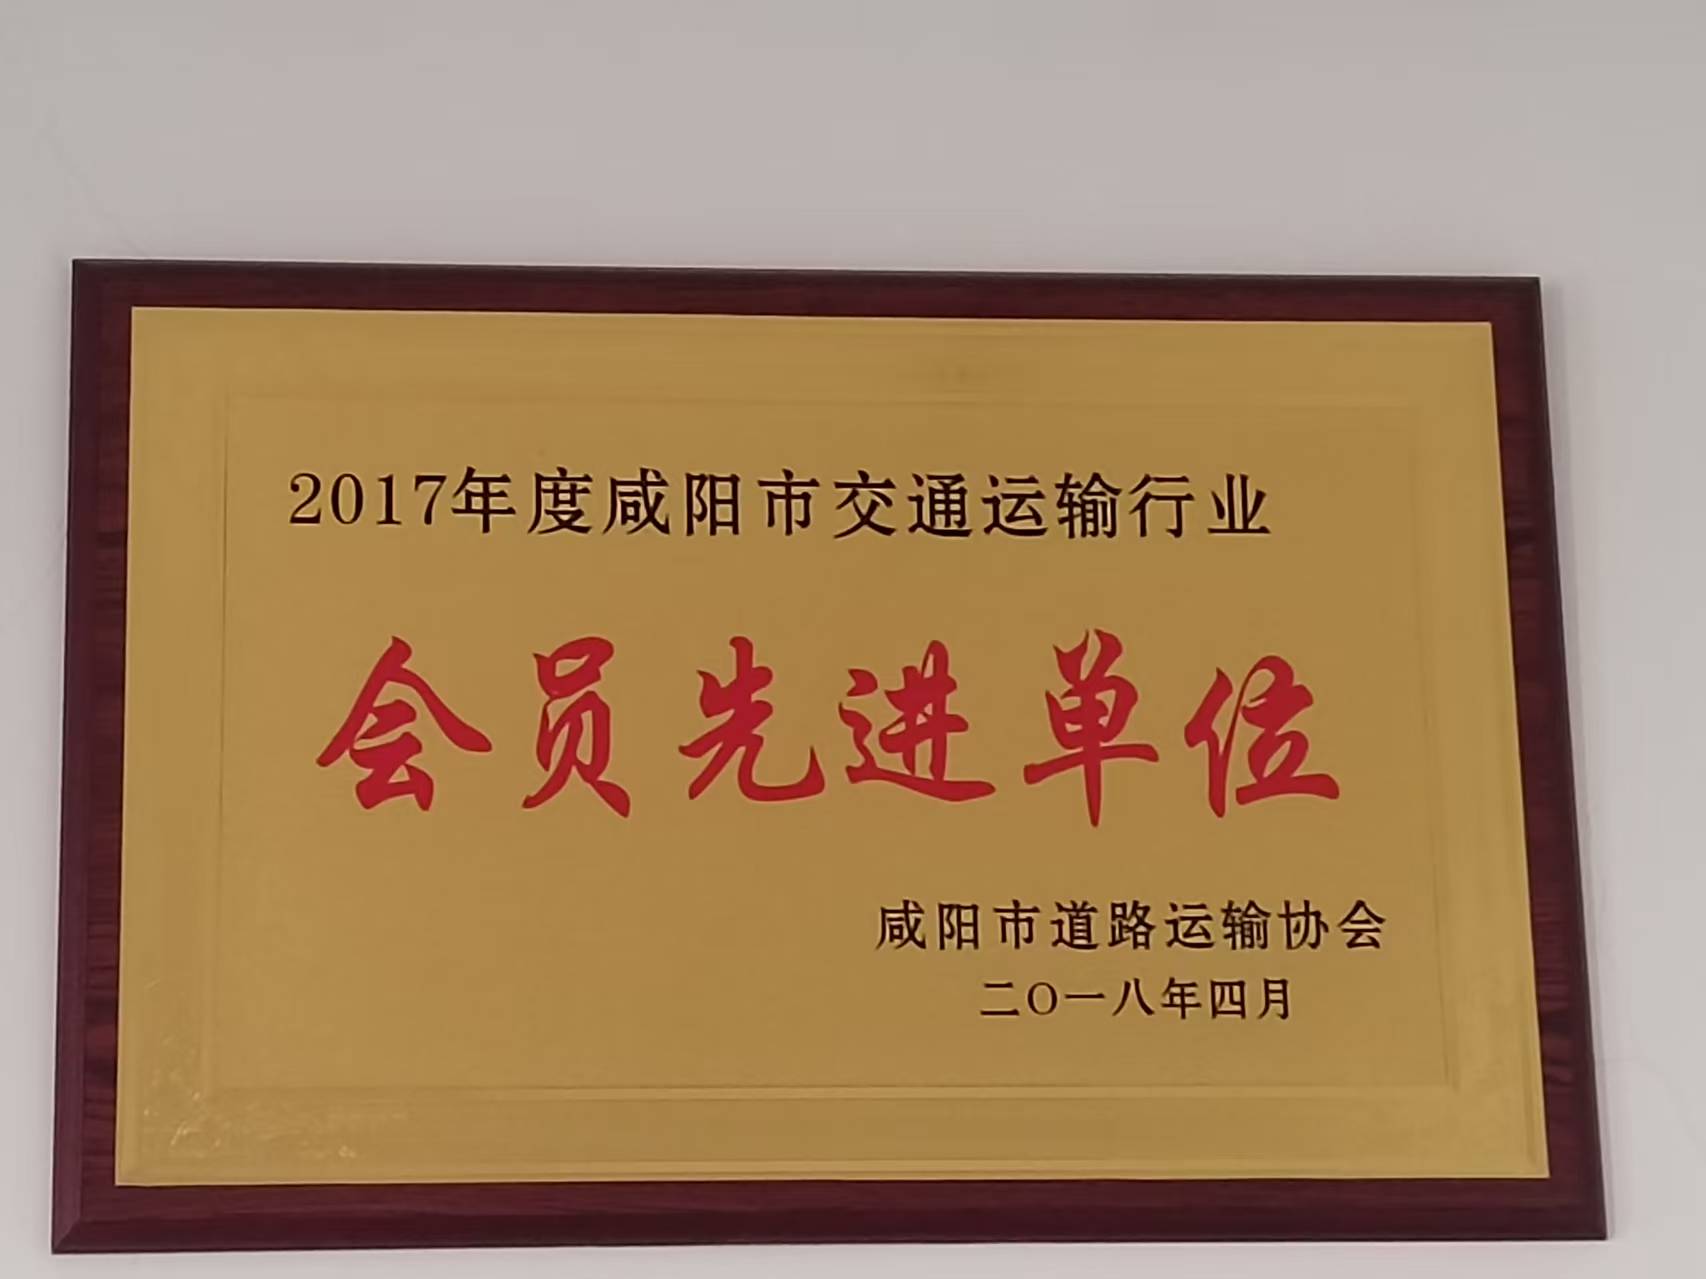 2017年度咸阳市交通运输行业
会员先进单位
咸阳市道路运输协会
二〇一八年四月